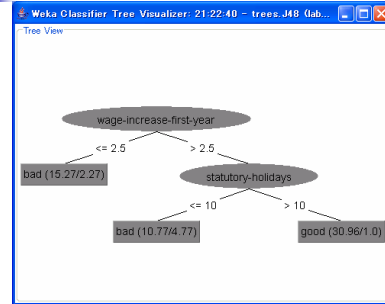 Weka Classifier Tree Visualizer: 21:22:40 - trees.J48 (lab...
Tree View
wage-increase-first-year
<= 2.5
> 2.5
bad (15.27/2.27)
statutory-holidays
<= 10
> 10
bad (10.77/4.77)
good (30.96/1.0)